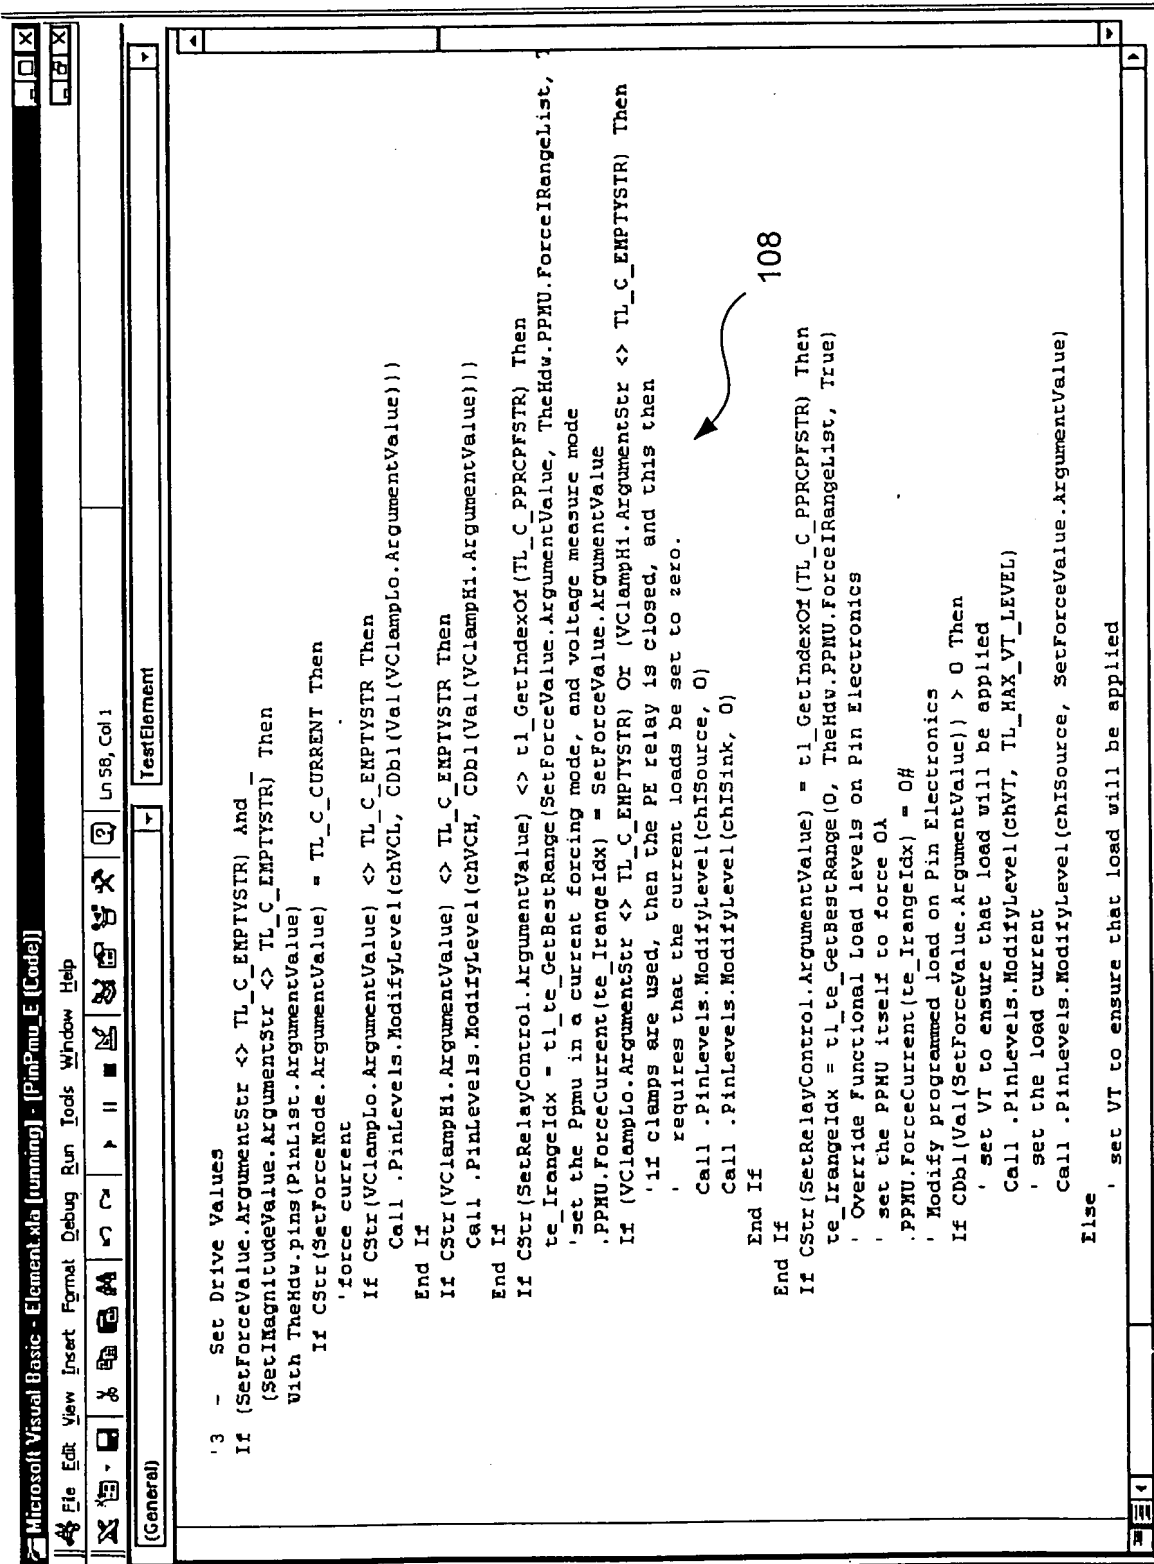 Microsoft Visual Basic - Element.xla [running] - [PinPmu_E (Code)]
File Edit View Insert Format Debug Run Tools Window Help
Ln 58, Col 1
(General)
TestElement
'3 - Set Drive Values
If (SetForceValue.ArgumentStr <> TL_C_EMPTYSTR) And _
(SetIMagnitudeValue.ArgumentStr <> TL_C_EMPTYSTR) Then
With TheHdw.pins(PinList.ArgumentValue)
If CStr(SetForceMode.ArgumentValue) = TL_C_CURRENT Then
'force current
If CStr(VClampLo.ArgumentValue) <> TL_C_EMPTYSTR Then
Call .PinLevels.ModifyLevel(chVCL, CDbl(Val(VClampLo.ArgumentValue)))
End If
If CStr(VClampHi.ArgumentValue) <> TL_C_EMPTYSTR Then
Call .PinLevels.ModifyLevel(chVCH, CDbl(Val(VClampHi.ArgumentValue)))
End If
If CStr(SetRelayControl.ArgumentValue) <> tl_GetIndexOf(TL_C_PPRCPFSTR) Then
te_IrangeIdx = tl_te_GetBestRange(SetForceValue.ArgumentValue, TheHdw.PPMU.ForceIRangeList,
'set the Ppmu in a current forcing mode, and voltage measure mode
.PPMU.ForceCurrent(te_IrangeIdx) = SetForceValue.ArgumentValue
If (VClampLo.ArgumentStr <> TL_C_EMPTYSTR) Or (VClampHi.ArgumentStr <> TL_C_EMPTYSTR) Then
'if clamps are used, then the PE relay is closed, and this then
' requires that the current loads be set to zero.
Call .PinLevels.ModifyLevel(chISource, 0)
Call .PinLevels.ModifyLevel(chISink, 0)
End If
End If
If CStr(SetRelayControl.ArgumentValue) = tl_GetIndexOf(TL_C_PPRCPFSTR) Then
te_IrangeIdx = tl_te_GetBestRange(0, TheHdw.PPMU.ForceIRangeList, True)
' Override Functional Load levels on Pin Electronics
' set the PPMU itself to force 0A
.PPMU.ForceCurrent(te_IrangeIdx) = 0#
' Modify programmed load on Pin Electronics
If CDbl(Val(SetForceValue.ArgumentValue)) > 0 Then
' set VT to ensure that load will be applied
Call .PinLevels.ModifyLevel(chVT, TL_MAX_VT_LEVEL)
' set the load current
Call .PinLevels.ModifyLevel(chISource, SetForceValue.ArgumentValue)
Else
' set VT to ensure that load will be applied
108